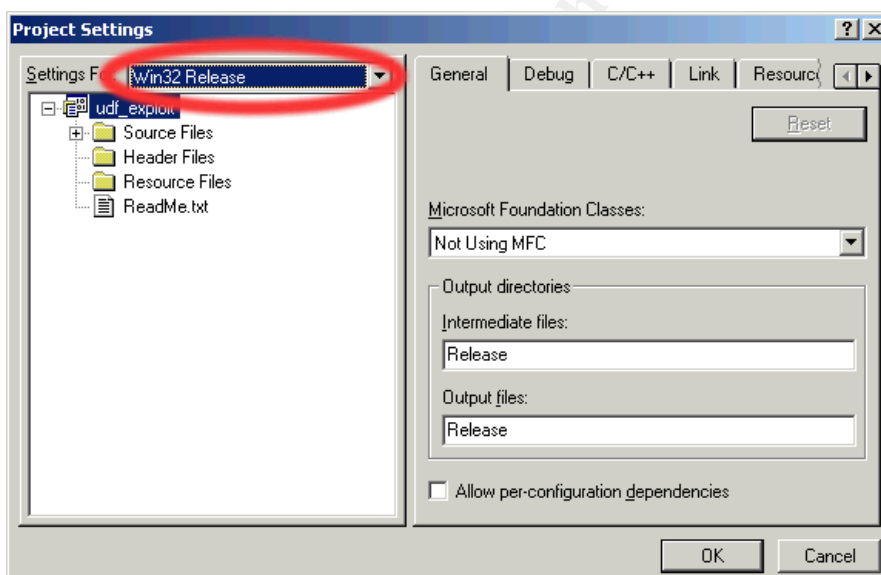 Project Settings
Settings Fo
Win32 Release
General
Debug
C/C++
Link
udf_exploit
Source Files
Header Files
Resource Files
ReadMe.txt
Reset
Microsoft Foundation Classes:
Not Using MFC
Output directories
Intermediate files:
Release
Output files:
Release
Allow per-configuration dependencies
OK
Cancel